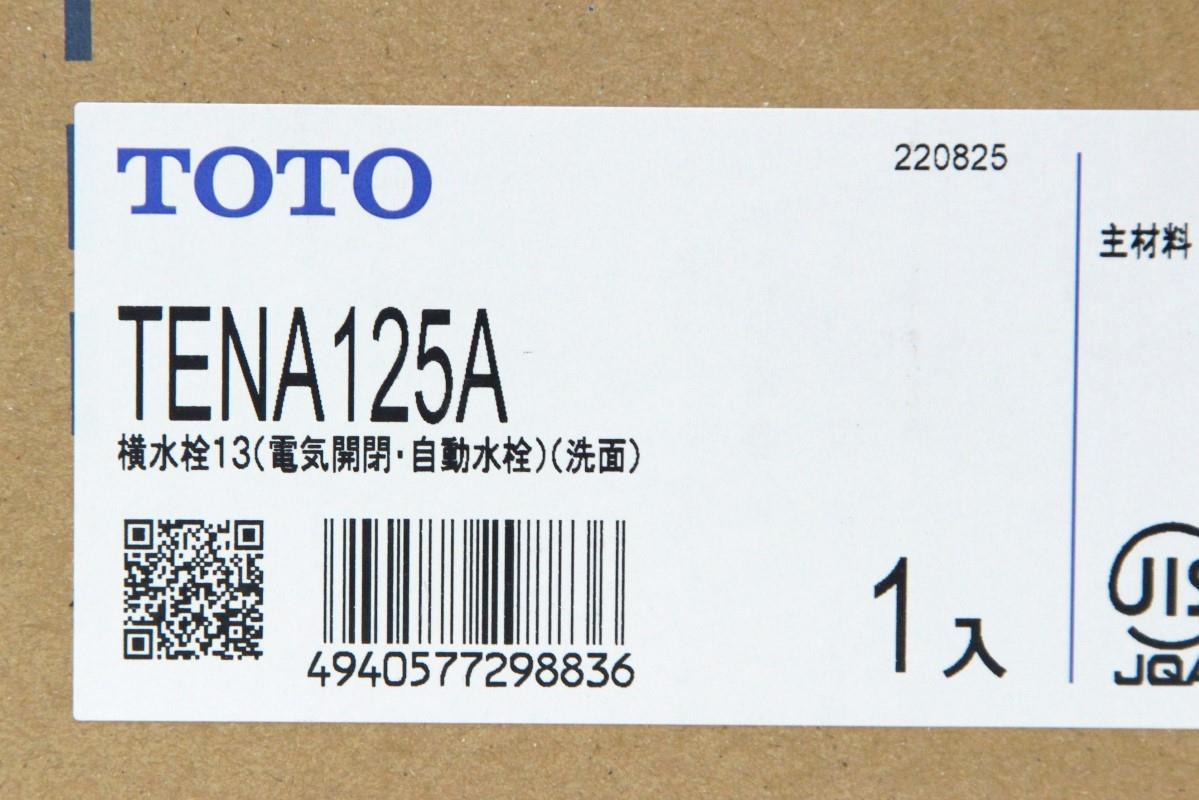 TOTO
220825
TENA125A
横水栓13(電気開閉・自動水栓)(洗面)
4940577298836
1入
主材料
JIS
JQA